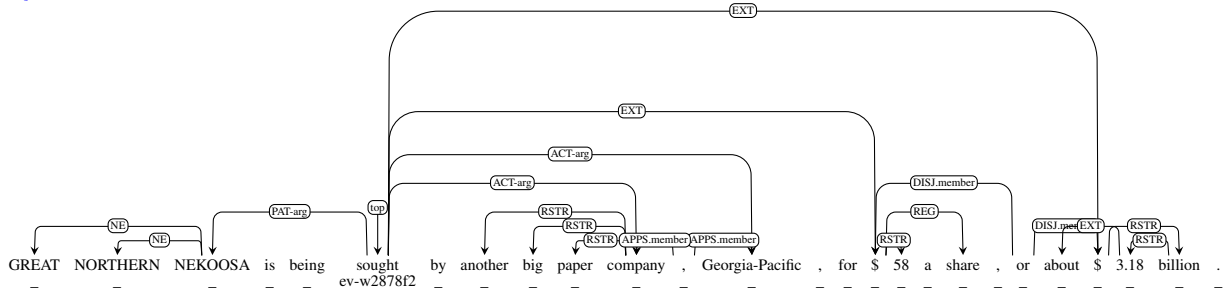 EXT
EXT
ACT-arg
ACT-arg DISJ.member
PAT-arg top RSTR REG
NE RSTR EXT RSTR
NE RSTR APPS.member APPS.member RSTR RSTR
GREAT NORTHERN NEKOOSA is being sought by another big paper company , Georgia-Pacific , for $ 58 a share , or about $ 3.18 billion .
_ _ _ _ _ ev-w2878f2 _ _ _ _ _ _ _ _ _ _ _ _ _ _ _ _ _ _ _ _